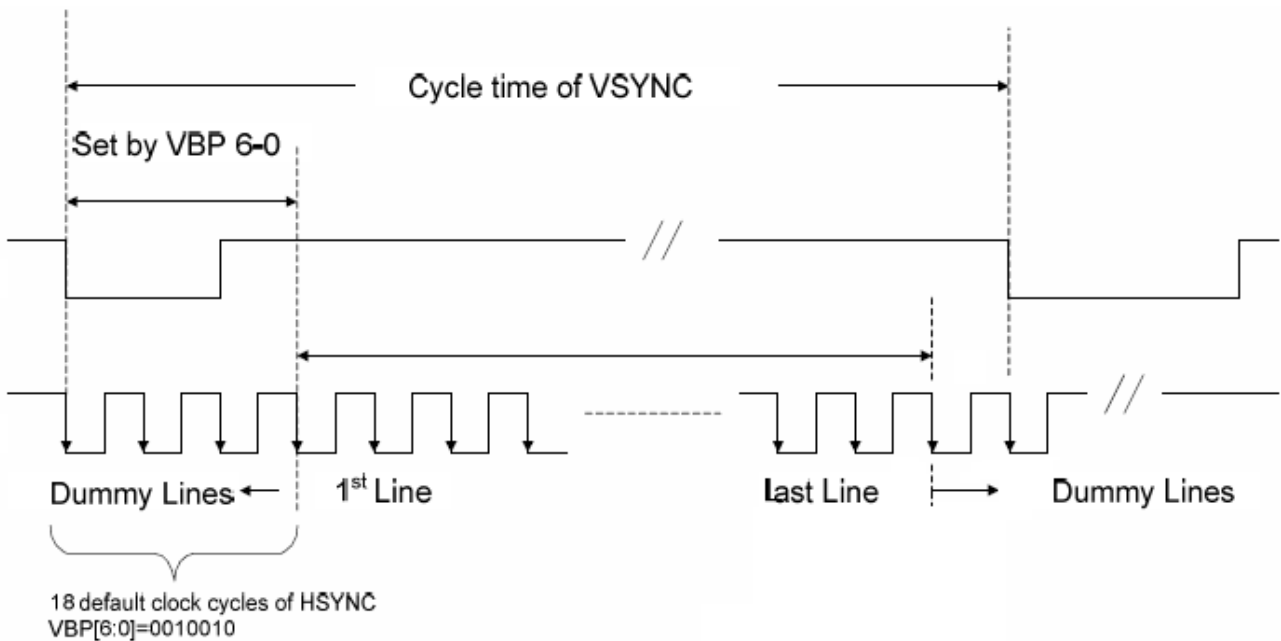 Cycle time of VSYNC
Set by VBP 6-0
Dummy Lines
1st Line
Last Line
Dummy Lines
18 default clock cycles of HSYNC
VBP[6:0]=0010010